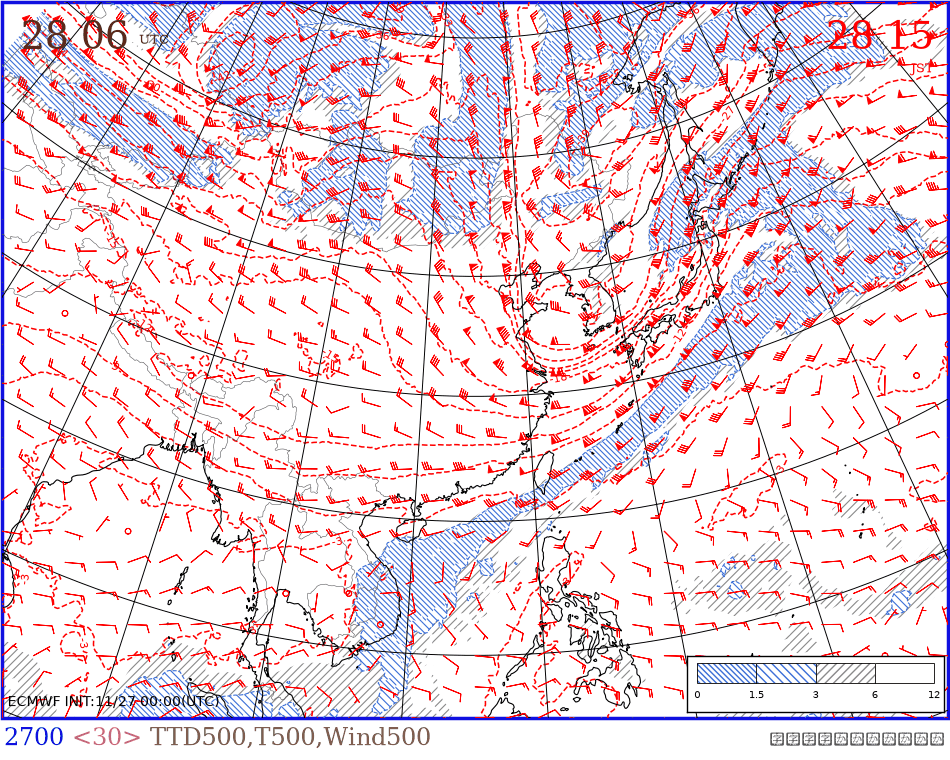 28 06 UTC
28 15 JST
0 1.5 3 6 12
ECMWF INIT:11/27 00:00(UTC)
2700 <30> TTD500,T500,Wind500